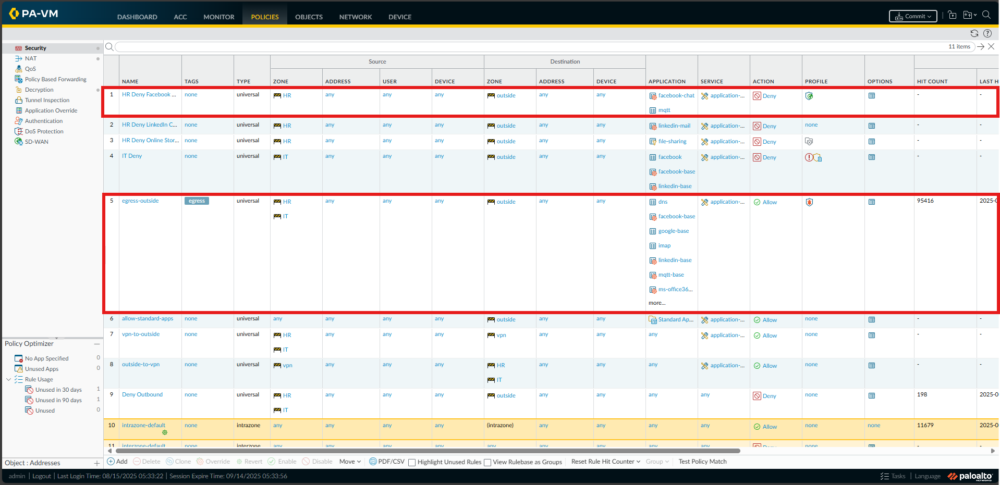 PA-VM
DASHBOARD ACC MONITOR POLICIES OBJECTS NETWORK DEVICE
Commit
Security
NAT
QoS
Policy Based Forwarding
Decryption
Tunnel Inspection
Application Override
Authentication
DoS Protection
SD-WAN
Policy Optimizer
No App Specified 0
Unused Apps 0
Rule Usage
Unused in 30 days 1
Unused in 90 days 1
Unused 0
Object : Addresses
11 items
Source Destination
NAME TAGS TYPE ZONE ADDRESS USER DEVICE ZONE ADDRESS DEVICE APPLICATION SERVICE ACTION PROFILE OPTIONS HIT COUNT LAST H
1 HR Deny Facebook ... none universal HR any any any outside any any facebook-chat application-... Deny - -
mqtt
2 HR Deny LinkedIn C... none universal HR any any any outside any any linkedin-mail application-... Deny none - -
3 HR Deny Online Stor... none universal HR any any any outside any any file-sharing application-... Deny - -
4 IT Deny none universal IT any any any outside any any facebook application-... Deny - -
facebook-base
linkedin-base
5 egress-outside egress universal HR any any any outside any any dns application-... Allow 95416 2025-0
IT facebook-base
google-base
imap
linkedin-base
mqtt-base
ms-office36...
more...
6 allow-standard-apps none universal any any any any outside any any Standard Ap... application-... Allow none - -
7 vpn-to-outside none universal HR any any any vpn any any any application-... Allow none - -
IT
8 outside-to-vpn none universal vpn any any any HR any any any application-... Allow none - -
IT
9 Deny Outbound none universal HR any any any outside any any any any Deny none 198 2025-0
IT
10 intrazone-default none intrazone any any any any (intrazone) any any any any Allow none none 11679 2025-0
11 interzone-default none interzone any any any any any any any any any Deny none
Add Delete Clone Override Revert Enable Disable Move PDF/CSV Highlight Unused Rules View Rulebase as Groups Reset Rule Hit Counter Group Test Policy Match
admin | Logout | Last Login Time: 08/15/2025 05:33:22 | Session Expire Time: 09/14/2025 05:33:56
Tasks | Language paloalto NETWORKS